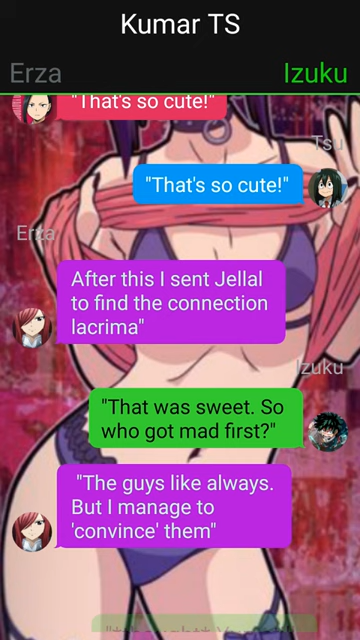 Kumar TS
Erza
Izuku
"That's so cute!"
Tsu
"That's so cute!"
Erza
After this I sent Jellal
to find the connection
lacrima"
Izuku
"That was sweet. So
who got mad first?"
"The guys like always.
But I manage to
'convince' them"